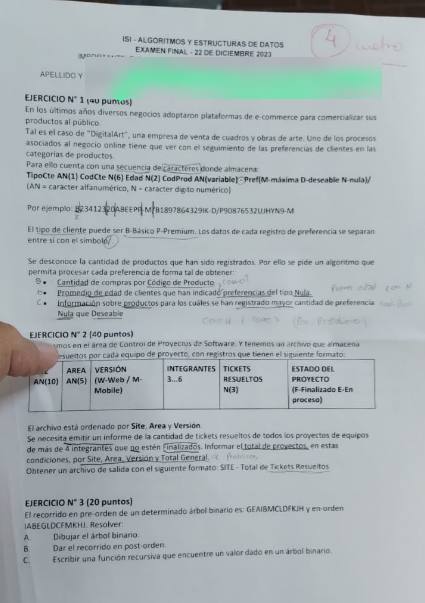 ISI - ALGORITMOS Y ESTRUCTURAS DE DATOS
EXAMEN FINAL - 22 DE DICIEMBRE 2023
4
cuatro
APELLIDO Y
EJERCICIO N° 1 (40 puntos)
En los últimos años diversos negocios adoptaron plataformas de e-commerce para comercializar sus
productos al público.
Tal es el caso de "DigitalArt", una empresa de venta de cuadros y obras de arte. Uno de los procesos
asociados al negocio online tiene que ver con el seguimiento de las preferencias de clientes en las
categorías de productos.
Para ello cuenta con una secuencia de caracteres donde almacena:
TipoCte AN(1) CodCte N(6) Edad N(2) CodProd AN(variable) -Pref(M-máxima D-deseable N-nula)/
(AN = caracter alfanumérico, N = caracter digito numérico)
Por ejemplo:
El tipo de cliente puede ser B-Básico P-Premium. Los datos de cada registro de preferencia se separan
entre sí con el símbolo/
Se desconoce la cantidad de productos que han sido registrados. Por ello se pide un algoritmo que
permita procesar cada preferencia de forma tal de obtener:
Cantidad de compras por Código de Producto
Promedio de edad de clientes que han indicado preferencias del tipo Nula.
Información sobre productos para los cuales se han registrado mayor cantidad de preferencia
Nula que Deseable
EJERCICIO N° 2 (40 puntos)
en el área de Control de Proyectos de Software. Y tenemos un archivo que almacena
resueltos por cada equipo de proyecto, con registros que tienen el siguiente formato:
AREA VERSIÓN INTEGRANTES TICKETS ESTADO DEL
AN(10) AN(5) (W-Web / M- 3...6 RESUELTOS PROYECTO
Mobile) N(3) (F-Finalizado E-En
proceso)
El archivo está ordenado por Site, Area y Versión.
Se necesita emitir un informe de la cantidad de tickets resueltos de todos los proyectos de equipos
de más de 4 integrantes que no estén Finalizados. Informar el total de proyectos, en estas
condiciones, por Site, Area, Versión y Total General.
Obtener un archivo de salida con el siguiente formato: SITE - Total de Tickets Resueltos
EJERCICIO N° 3 (20 puntos)
El recorrido en pre-orden de un determinado árbol binario es: GEAIBMCLDFKJH y en-orden
IABEGLDCFMKHJ. Resolver:
A. Dibujar el árbol binario.
B. Dar el recorrido en post-orden.
C. Escribir una función recursiva que encuentre un valor dado en un árbol binario.